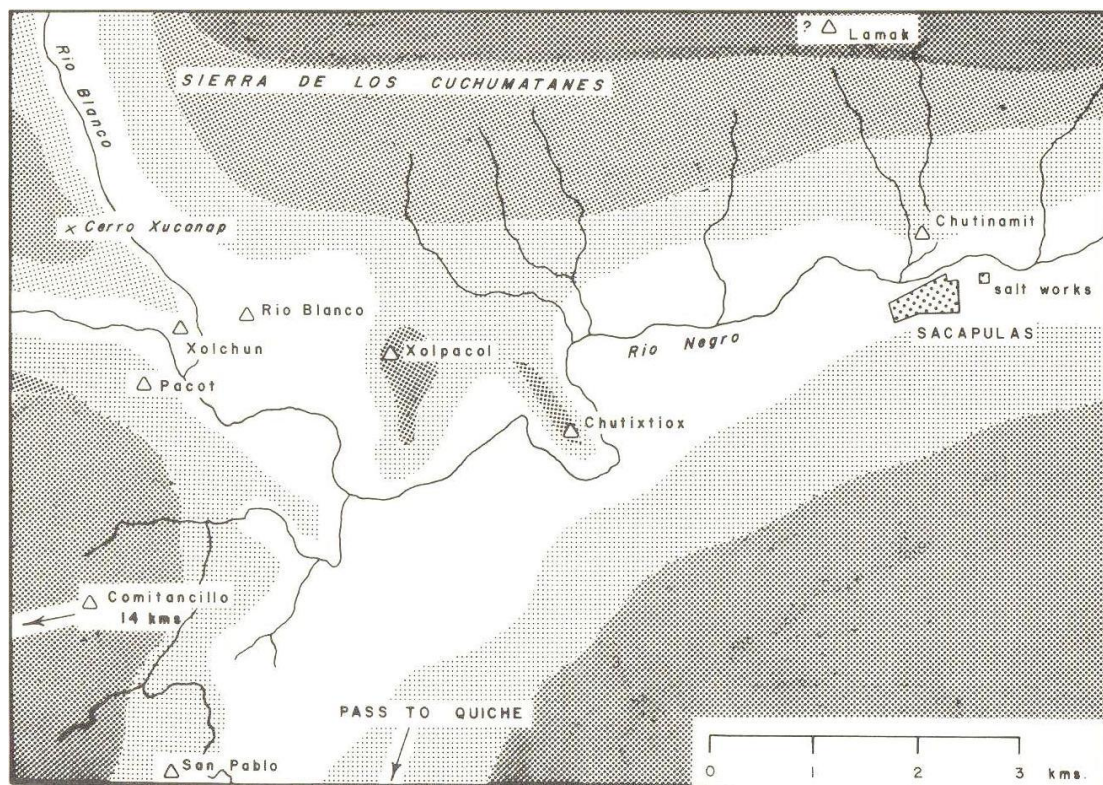 ? Lamak
Rio Blanco
SIERRA DE LOS CUCHUMATANES
x Cerro Xucanap
Chutinamit
Rio Blanco
salt works
Xolchun
Xolpacol
Rio Negro
SACAPULAS
Pacot
Chutixtiox
Comitancillo
14 kms.
PASS TO QUICHE
San Pablo
0 1 2 3 kms.